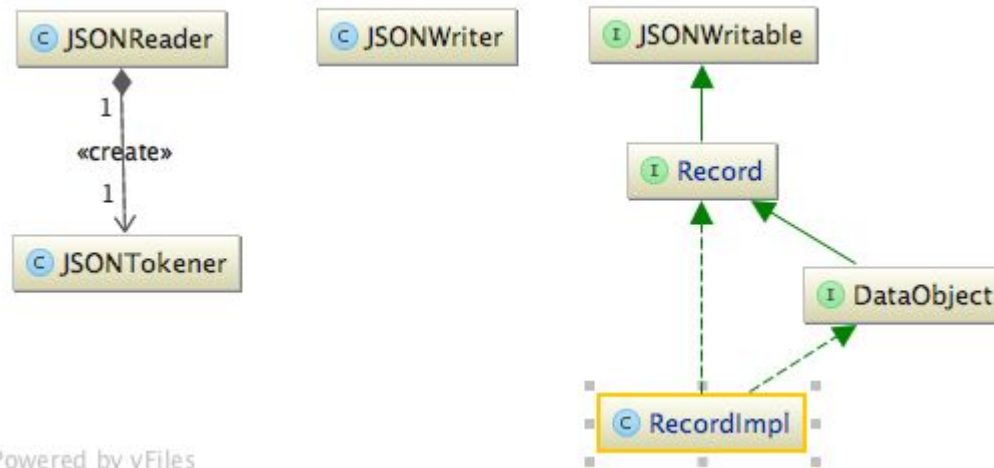 C JSONReader
C JSONWriter
I JSONWritable
1
«create»
1
I Record
C JSONTokener
I DataObject
C RecordImpl
Powered by yFiles